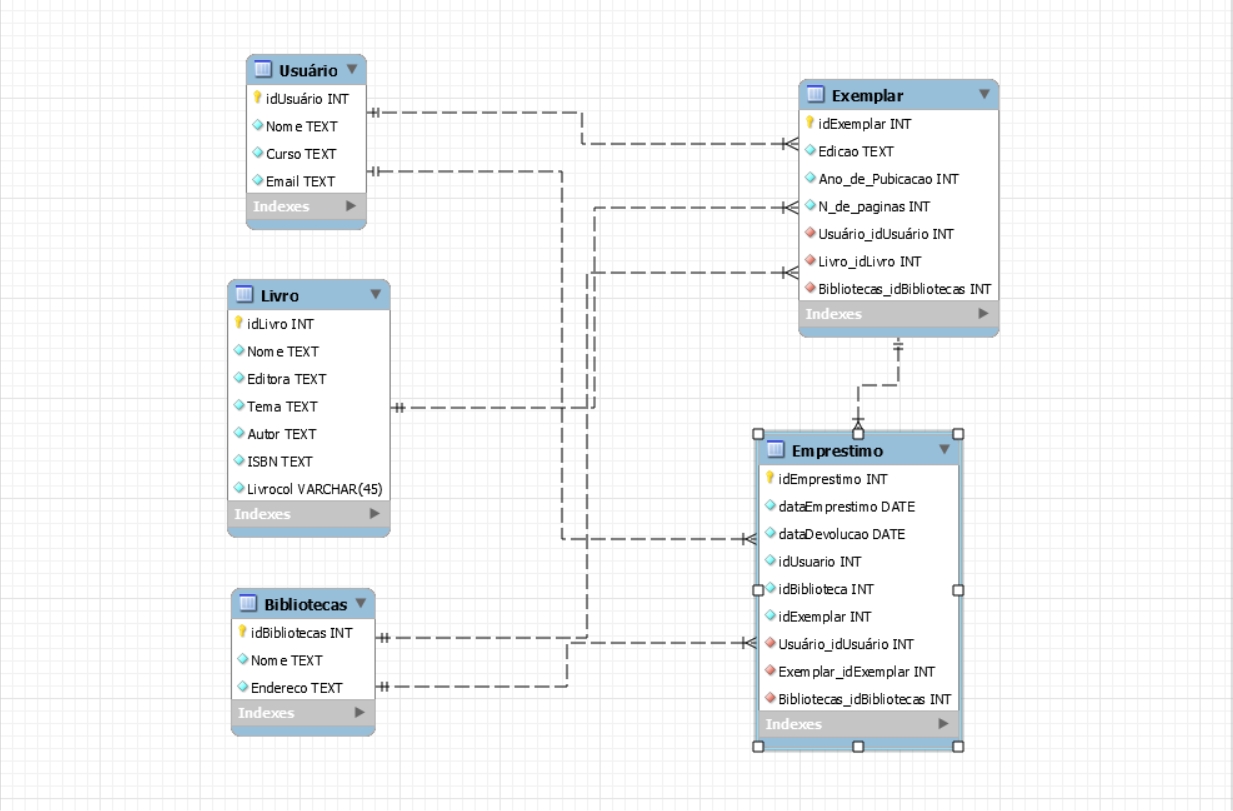 Usuário
idUsuário INT
Nome TEXT
Curso TEXT
Email TEXT
Indexes
Exemplar
idExemplar INT
Edicao TEXT
Ano_de_Pubicacao INT
N_de_paginas INT
Usuário_idUsuário INT
Livro_idLivro INT
Bibliotecas_idBibliotecas INT
Indexes
Livro
idLivro INT
Nome TEXT
Editora TEXT
Tema TEXT
Autor TEXT
ISBN TEXT
Livrocol VARCHAR(45)
Indexes
Emprestimo
idEmprestimo INT
dataEmprestimo DATE
dataDevolucao DATE
idUsuario INT
idBiblioteca INT
idExemplar INT
Usuário_idUsuário INT
Exemplar_idExemplar INT
Bibliotecas_idBibliotecas INT
Indexes
Bibliotecas
idBibliotecas INT
Nome TEXT
Endereco TEXT
Indexes